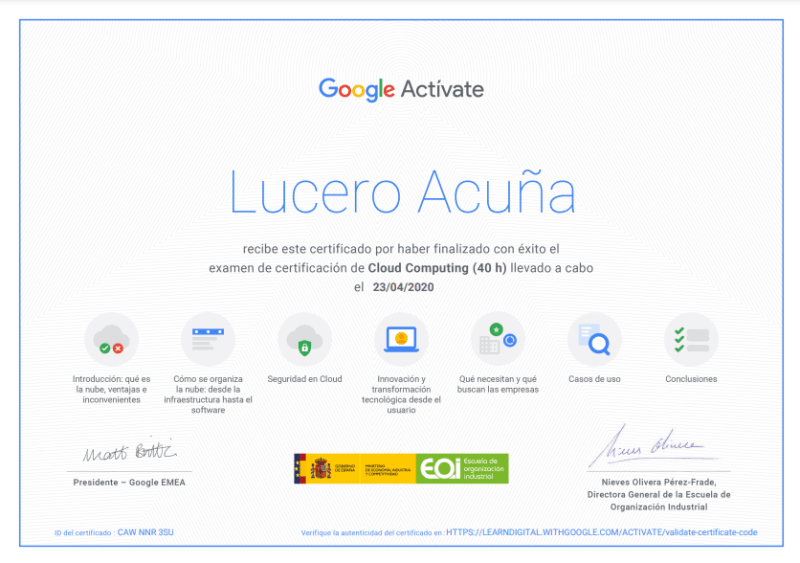 Google Actívate
Lucero Acuña
recibe este certificado por haber finalizado con éxito el
examen de certificación de Cloud Computing (40 h) llevado a cabo
el 23/04/2020
Introducción: qué es
la nube, ventajas e
inconvenientes
Cómo se organiza
la nube: desde la
infraestructura hasta el
software
Seguridad en Cloud
Innovación y
transformación
tecnológica desde el
usuario
Qué necesitan y qué
buscan las empresas
Casos de uso
Conclusiones
Presidente – Google EMEA
GOBIERNO
DE ESPAÑA
MINISTERIO
DE ECONOMÍA, INDUSTRIA
Y COMPETITIVIDAD
EOi
Escuela de
organización
industrial
Nieves Olivera Pérez-Frade,
Directora General de la Escuela de
Organización Industrial
ID del certificado : CAW NNR 3SU
Verifique la autenticidad del certificado en : HTTPS://LEARNDIGITAL.WITHGOOGLE.COM/ACTIVATE/validate-certificate-code